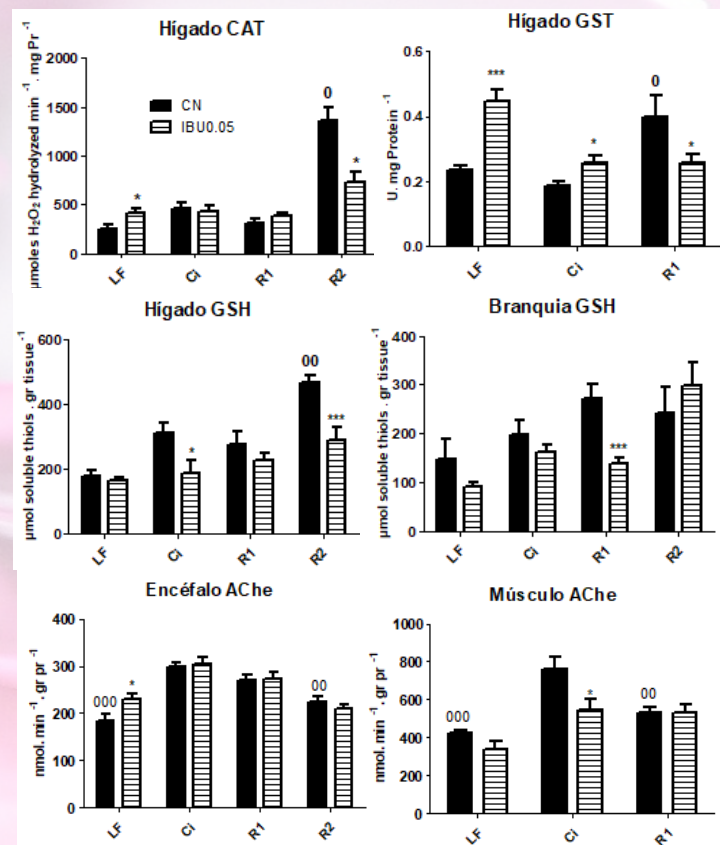 Hígado CAT
µmoles H₂O₂ hydrolyzed min⁻¹. mg Pr⁻¹
2000
1500
1000
500
0
CN
IBU0.05
*
0
*
LF
Ci
R1
R2
Hígado GST
U. mg Protein⁻¹
0.6
0.4
0.2
0.0
***
*
0
*
LF
Ci
R1
Hígado GSH
µmol soluble thiols . gr tissue⁻¹
600
400
200
0
*
00
***
LF
Ci
R1
R2
Branquia GSH
µmol soluble thiols . gr tissue⁻¹
400
300
200
100
0
***
LF
Ci
R1
R2
Encéfalo AChe
nmol. min⁻¹. gr pr⁻¹
400
300
200
100
0
000
*
00
LF
Ci
R1
R2
Músculo AChe
nmol. min⁻¹. gr pr⁻¹
1000
800
600
400
200
0
000
*
00
LF
Ci
R1